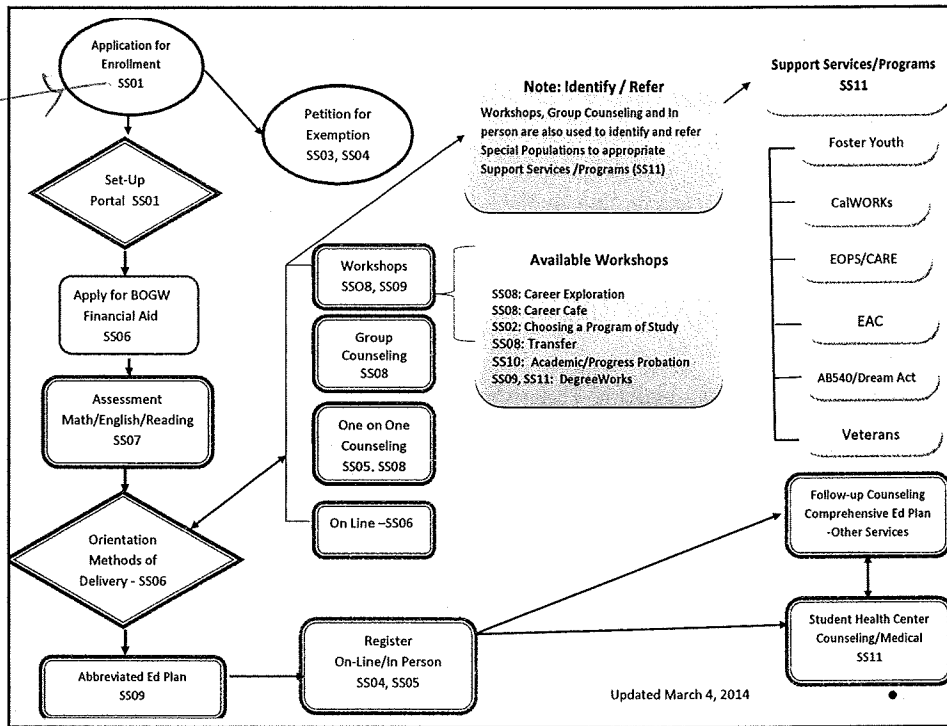 Application for
Enrollment
SS01
Petition for
Exemption
SS03, SS04
Set-Up
Portal SS01
Apply for BOGW
Financial Aid
SS06
Assessment
Math/English/Reading
SS07
Orientation
Methods of
Delivery - SS06
Abbreviated Ed Plan
SS09
Register
On-Line/In Person
SS04, SS05
Workshops
SSO8, SS09
Group
Counseling
SS08
One on One
Counseling
SS05. SS08
On Line –SS06
Note: Identify / Refer
Workshops, Group Counseling and In
person are also used to identify and refer
Special Populations to appropriate
Support Services /Programs (SS11)
Available Workshops
SS08: Career Exploration
SS08: Career Cafe
SS02: Choosing a Program of Study
SS08: Transfer
SS10: Academic/Progress Probation
SS09, SS11: DegreeWorks
Support Services/Programs
SS11
Foster Youth
CalWORKs
EOPS/CARE
EAC
AB540/Dream Act
Veterans
Follow-up Counseling
Comprehensive Ed Plan
-Other Services
Student Health Center
Counseling/Medical
SS11
Updated March 4, 2014